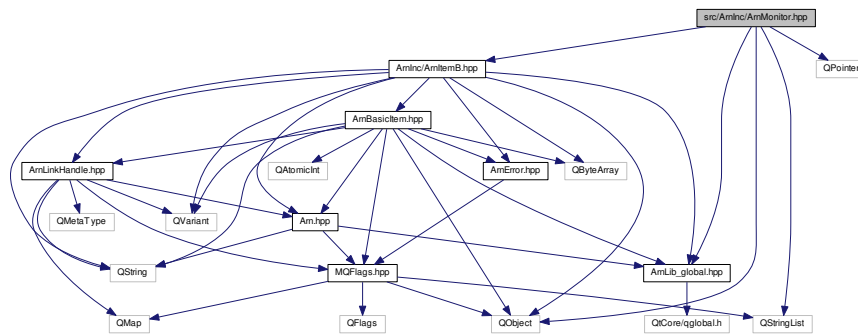 src/ArnInc/ArnMonitor.hpp
ArnInc/ArnItemB.hpp
QPointer
ArnBasicItem.hpp
ArnLinkHandle.hpp
QAtomicInt
ArnError.hpp
QByteArray
QMetaType
QVariant
Arn.hpp
QString
MQFlags.hpp
ArnLib_global.hpp
QMap
QFlags
QObject
QtCore/qglobal.h
QStringList